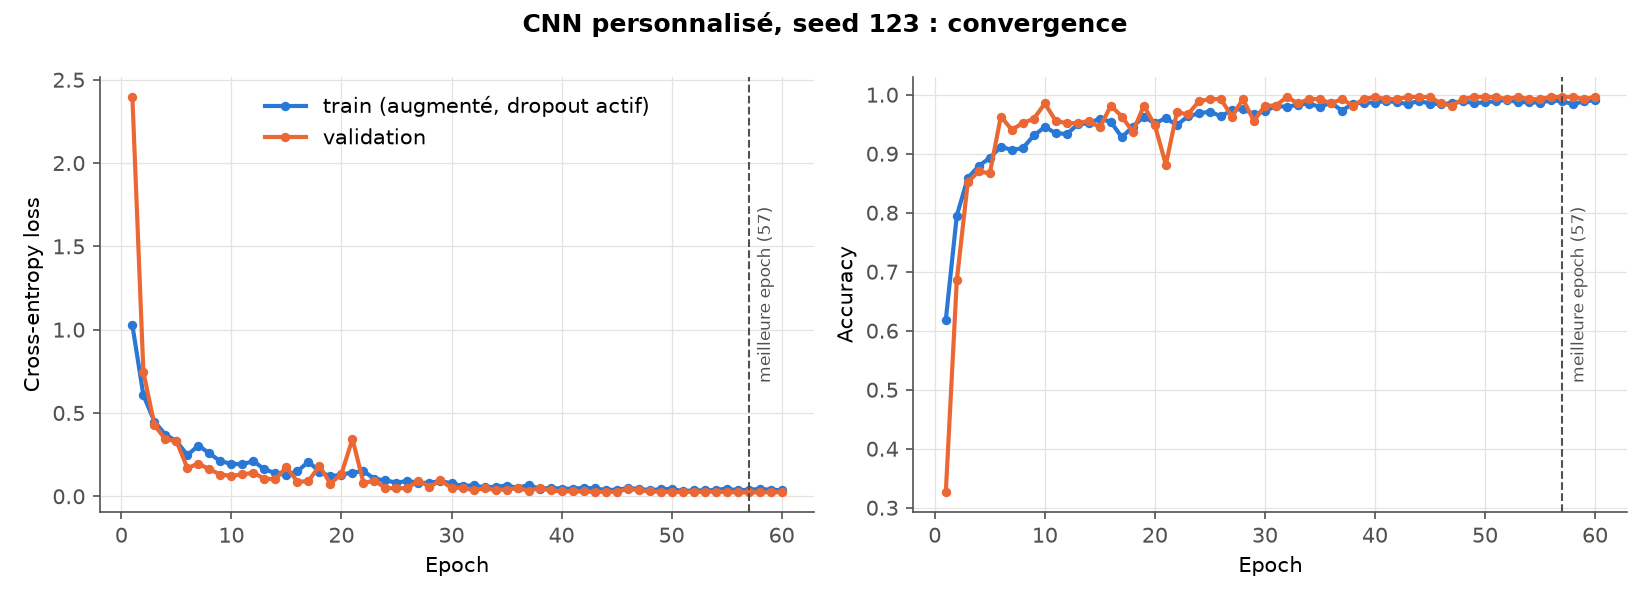 CNN personnalisé, seed 123 : convergence
2.5
2.0
1.5
1.0
0.5
0.0
Cross-entropy loss
train (augmenté, dropout actif)
validation
meilleure epoch (57)
0 10 20 30 40 50 60
Epoch
1.0
0.9
0.8
0.7
0.6
0.5
0.4
0.3
Accuracy
meilleure epoch (57)
0 10 20 30 40 50 60
Epoch